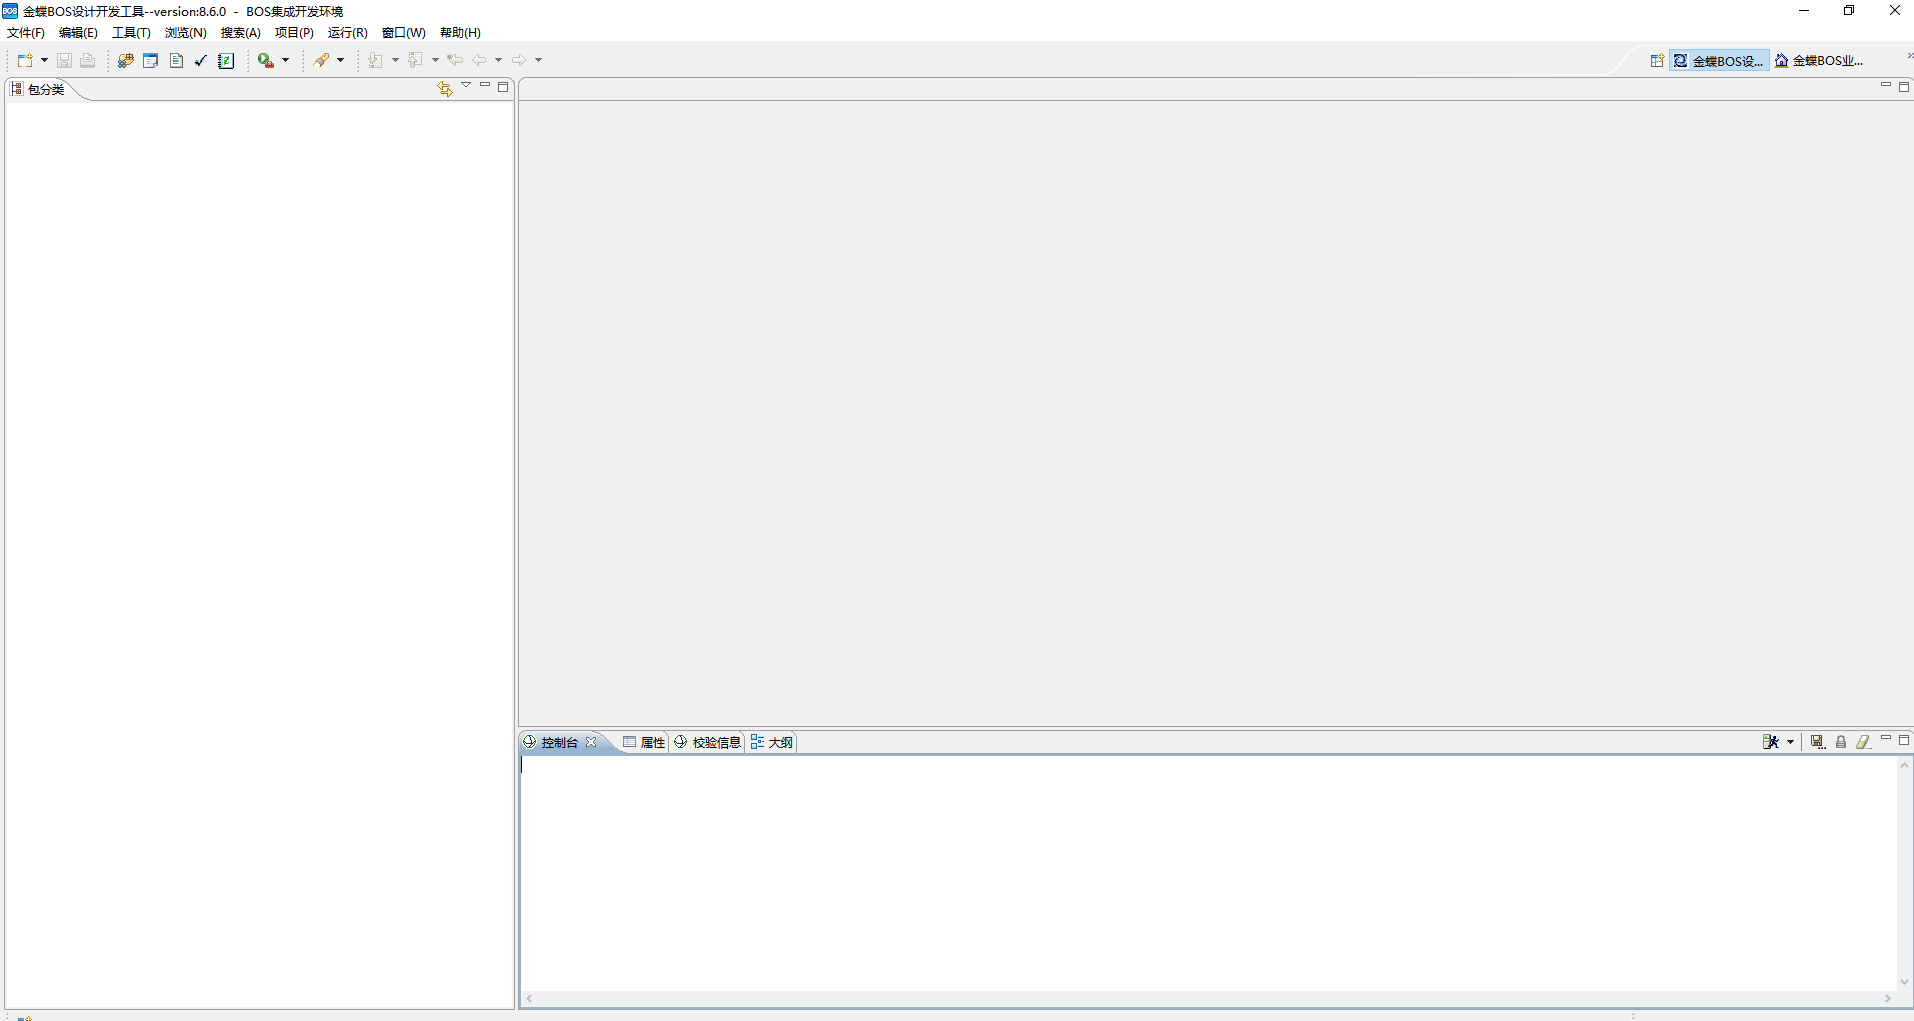 金蝶BOS设计开发工具--version:8.6.0 - BOS集成开发环境
文件(F) 编辑(E) 工具(T) 浏览(N) 搜索(A) 项目(P) 运行(R) 窗口(W) 帮助(H)
金蝶BOS设... 金蝶BOS业...
包分类
控制台 属性 校验信息 大纲